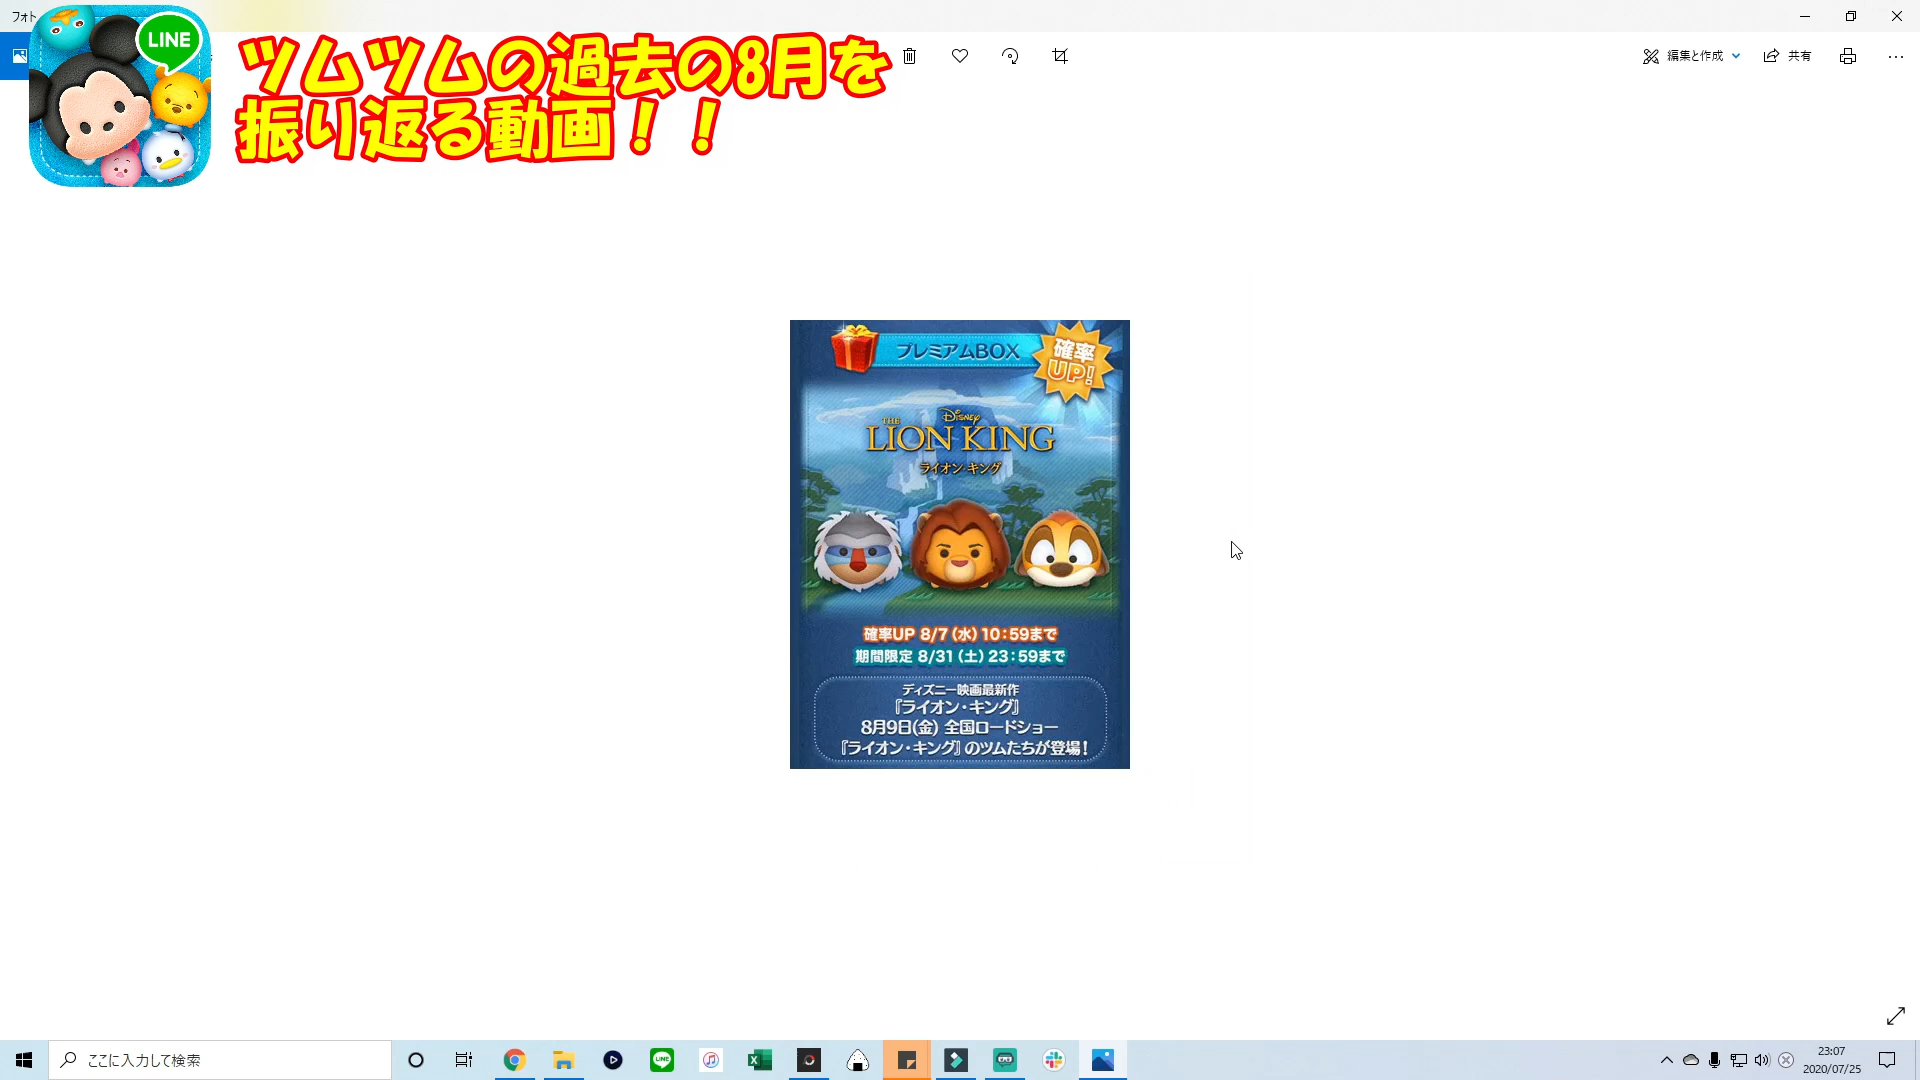 フォト
LINE
ツムツムの過去の8月を
振り返る動画！！
編集と作成
共有
プレミアムBOX
確率
UP!
Disney
THE
LION KING
ライオン・キング
確率UP 8/7(水)10:59まで
期間限定 8/31(土)23:59まで
ディズニー映画最新作
『ライオン・キング』
8月9日(金) 全国ロードショー
『ライオン・キング』のツムたちが登場！
ここに入力して検索
LINE
23:07
2020/07/25